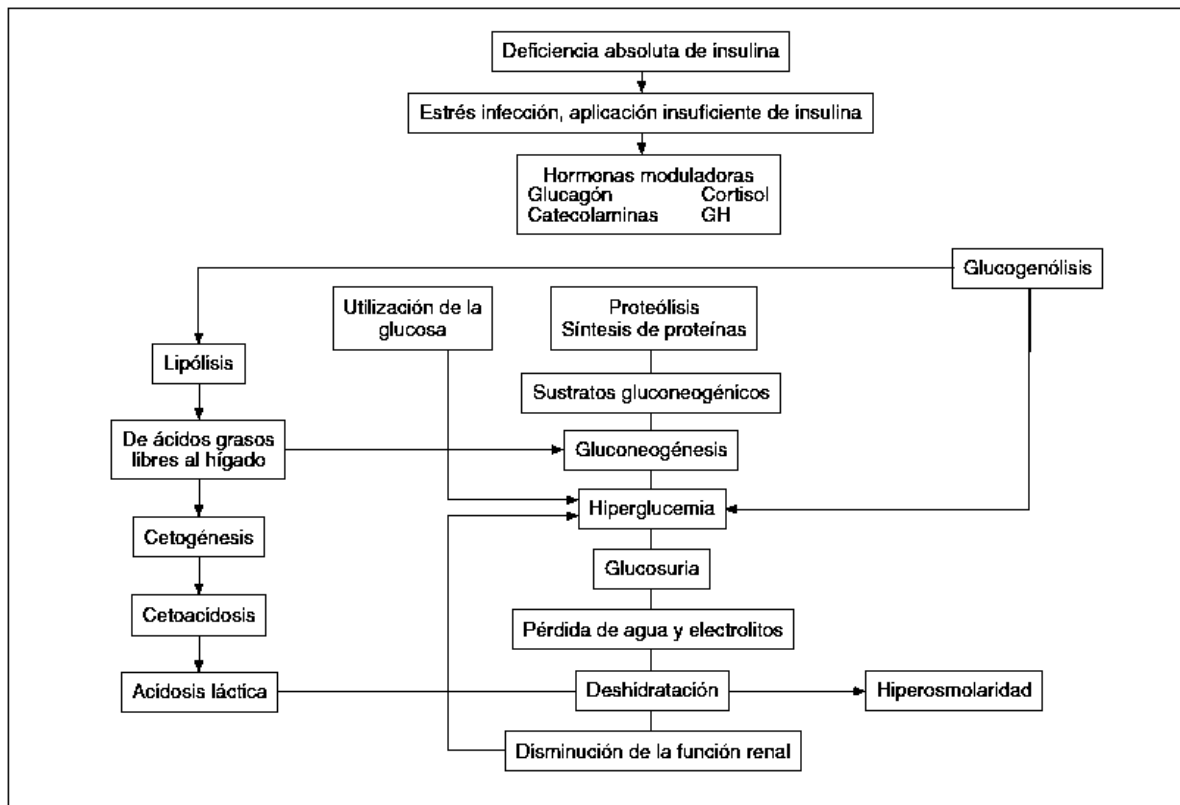 Deficiencia absoluta de insulina
Estrés infección, aplicación insuficiente de insulina
Hormonas moduladoras
Glucagón Cortisol
Catecolaminas GH
Glucogenólisis
Utilización de la
glucosa
Proteólisis
Síntesis de proteínas
Lipólisis
Sustratos gluconeogénicos
De ácidos grasos
libres al hígado
Gluconeogénesis
Hiperglucemia
Cetogénesis
Glucosuria
Cetoacidosis
Pérdida de agua y electrolitos
Acidosis láctica
Deshidratación
Hiperosmolaridad
Disminución de la función renal